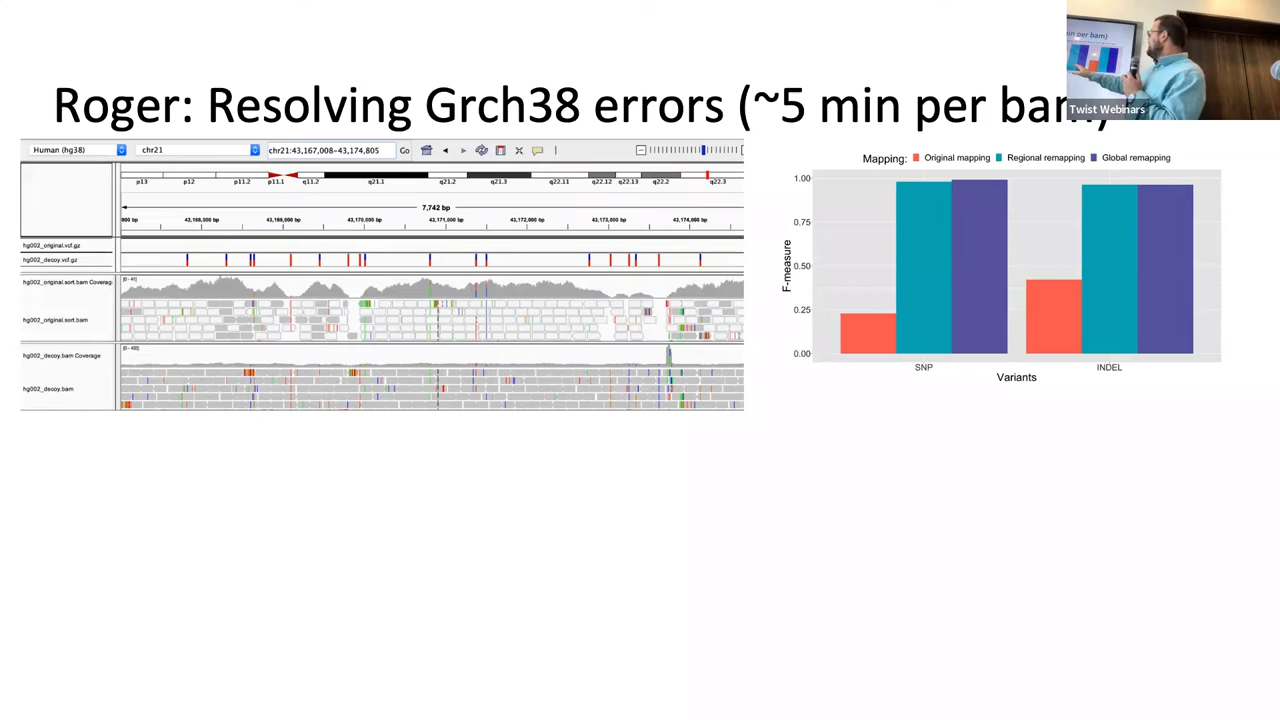 in per bam)
Twist Webinars
Roger: Resolving Grch38 errors (~5 min per bam)
Human (hg38) chr21 chr21:43,167,008-43,174,805 Go
p13 p12 p11.2 p11.1 q11.2 q21.1 q21.2 q21.3 q22.11 q22.12 q22.13 q22.2 q22.3
7,742 bp
000 bp 43,168,000 bp 43,169,000 bp 43,170,000 bp 43,171,000 bp 43,172,000 bp 43,173,000 bp 43,174,000 bp
hg002_original.vcf.gz
hg002_decoy.vcf.gz
hg002_original.sort.bam Coverag
hg002_original.sort.bam
hg002_decoy.bam Coverage
hg002_decoy.bam
Mapping: Original mapping Regional remapping Global remapping
1.00
0.75
0.50
0.25
0.00
F-measure
SNP INDEL
Variants